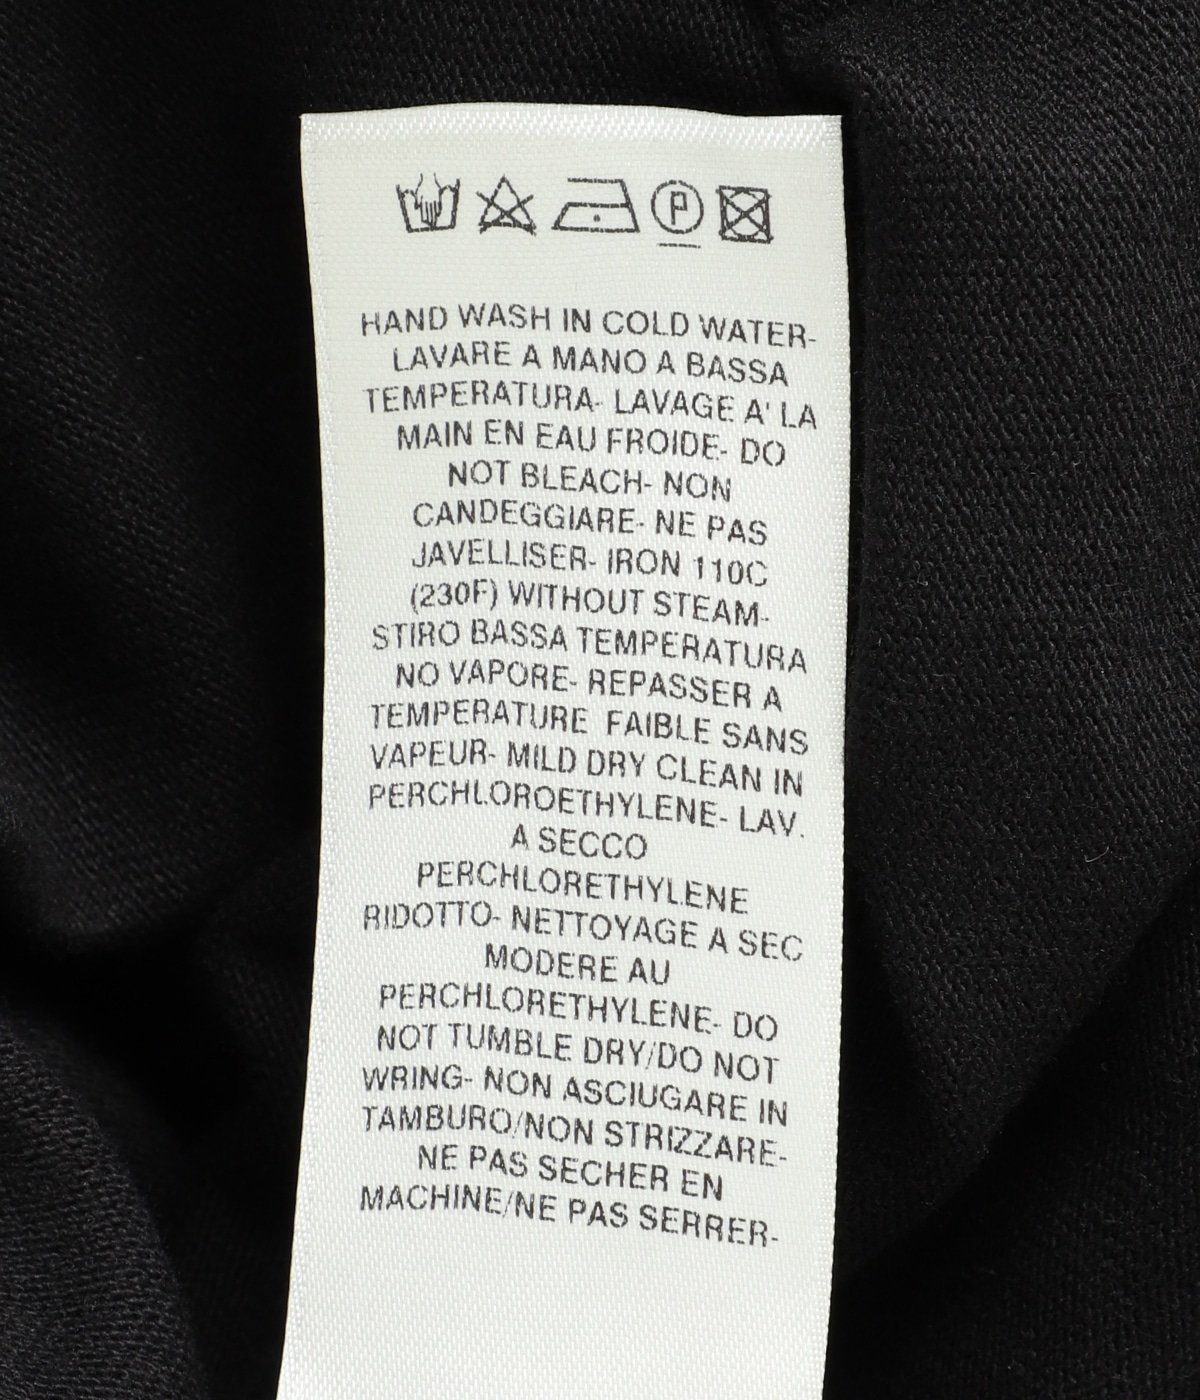 P
HAND WASH IN COLD WATER-
LAVARE A MANO A BASSA
TEMPERATURA- LAVAGE A' LA
MAIN EN EAU FROIDE- DO
NOT BLEACH- NON
CANDEGGIARE- NE PAS
JAVELLISER- IRON 110C
(230F) WITHOUT STEAM-
STIRO BASSA TEMPERATURA
NO VAPORE- REPASSER A
TEMPERATURE FAIBLE SANS
VAPEUR- MILD DRY CLEAN IN
PERCHLOROETHYLENE- LAV.
A SECCO
PERCHLORETHYLENE
RIDOTTO- NETTOYAGE A SEC
MODERE AU
PERCHLORETHYLENE- DO
NOT TUMBLE DRY/DO NOT
WRING- NON ASCIUGARE IN
TAMBURO/NON STRIZZARE-
NE PAS SECHER EN
MACHINE/NE PAS SERRER-